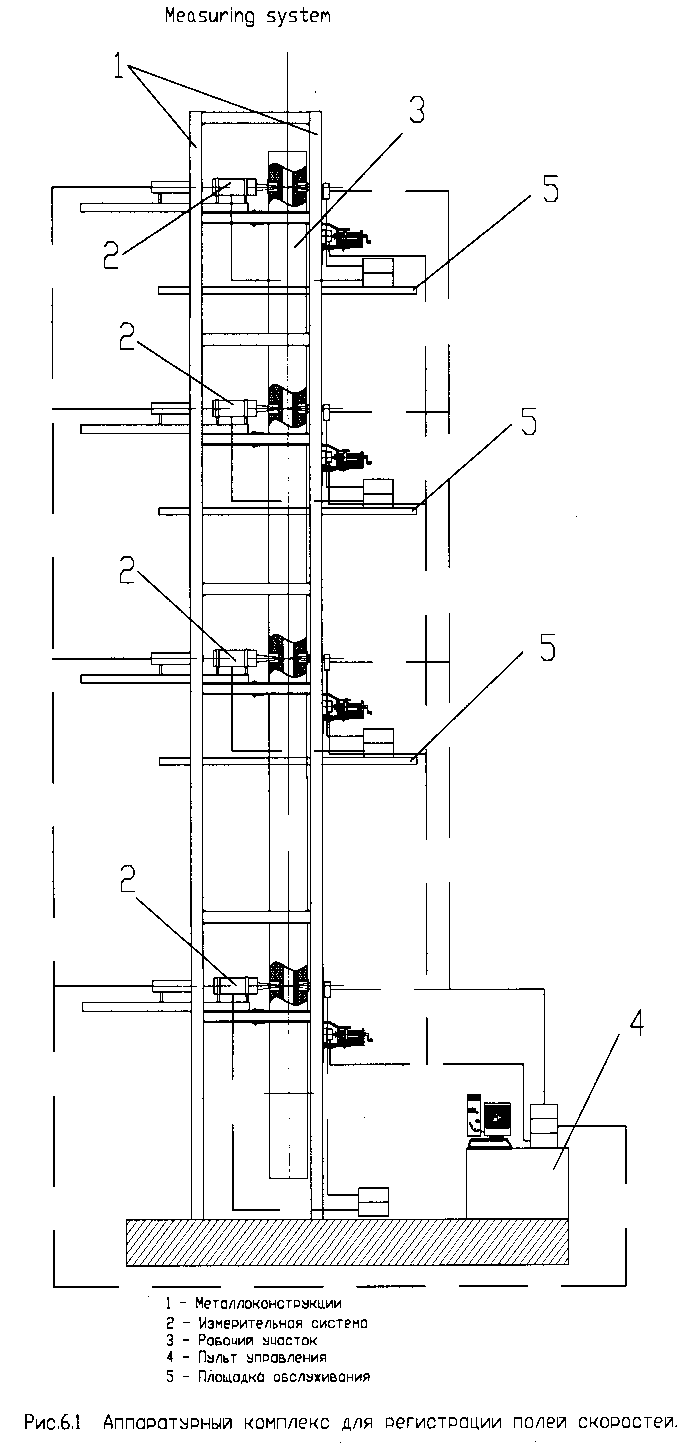 Measuring system
1
3
2
5
2
5
2
5
2
4
1 - Металлоконструкции
2 - Измерительная система
3 - Рабочий участок
4 - Пульт управления
5 - Площадка обслуживания
Рис.6.1 Аппаратурный комплекс для регистрации полей скоростей.